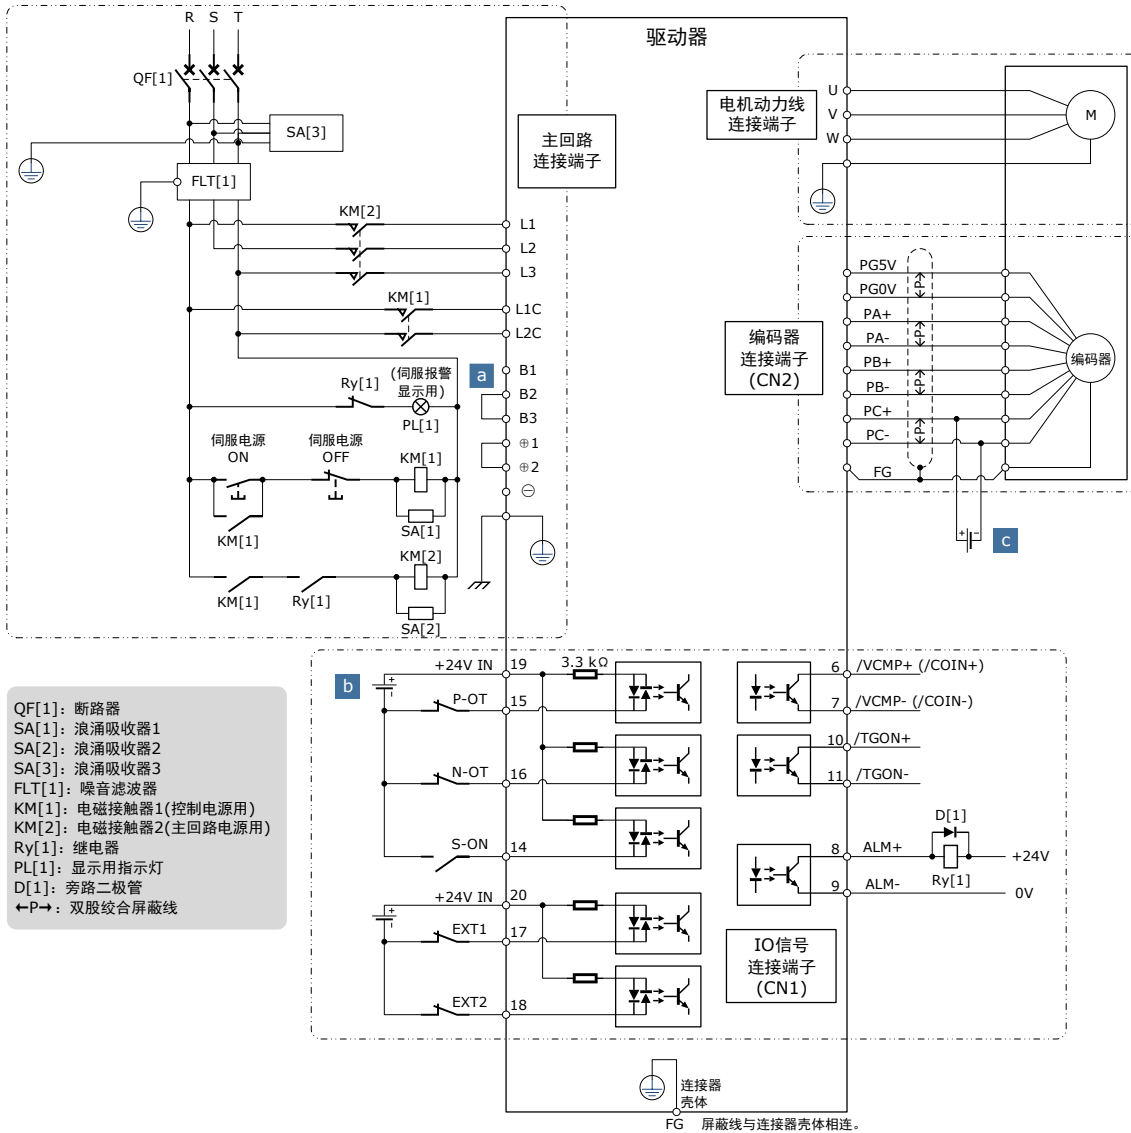 R S T
QF[1]
SA[3]
FLT[1]
KM[2]
KM[1]
Ry[1]
(伺服报警
显示用)
PL[1]
伺服电源
ON
伺服电源
OFF
KM[1]
KM[1]
SA[1]
KM[2]
KM[1]
Ry[1]
SA[2]
驱动器
主回路
连接端子
L1
L2
L3
L1C
L2C
a
B1
B2
B3
⊕1
⊕2
⊖
电机动力线
连接端子
U
V
W
M
编码器
连接端子
(CN2)
PG5V
PG0V
PA+
PA-
PB+
PB-
PC+
PC-
FG
P
P
P
P
编码器
+ -
c
b
+24V IN 19
3.3 kΩ
+
-
P-OT 15
N-OT 16
S-ON 14
+24V IN 20
+
-
EXT1 17
EXT2 18
6 /VCMP+ (/COIN+)
7 /VCMP- (/COIN-)
10 /TGON+
11 /TGON-
D[1]
8 ALM+
+24V
Ry[1]
9 ALM-
0V
IO信号
连接端子
(CN1)
连接器
壳体
FG 屏蔽线与连接器壳体相连。
QF[1]：断路器
SA[1]：浪涌吸收器1
SA[2]：浪涌吸收器2
SA[3]：浪涌吸收器3
FLT[1]：噪音滤波器
KM[1]：电磁接触器1(控制电源用)
KM[2]：电磁接触器2(主回路电源用)
Ry[1]：继电器
PL[1]：显示用指示灯
D[1]：旁路二极管
←P→：双股绞合屏蔽线